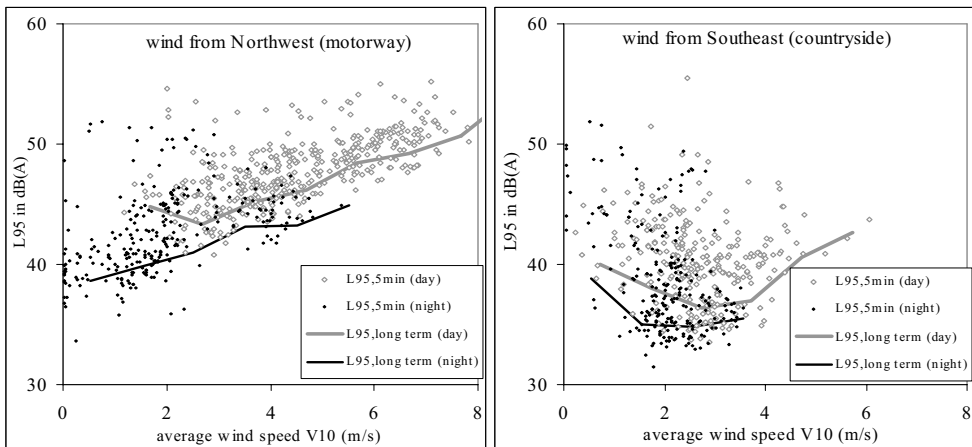 60
wind from Northwest (motorway)
50
L95 in dB(A)
40
L95,5min (day)
L95,5min (night)
L95,long term (day)
L95,long term (night)
30
0 2 4 6 8
average wind speed V10 (m/s)
60
wind from Southeast (countryside)
50
L95 in dB(A)
40
L95,5min (day)
L95,5min (night)
L95,long term (day)
L95,long term (night)
30
0 2 4 6 8
average wind speed V10 (m/s)